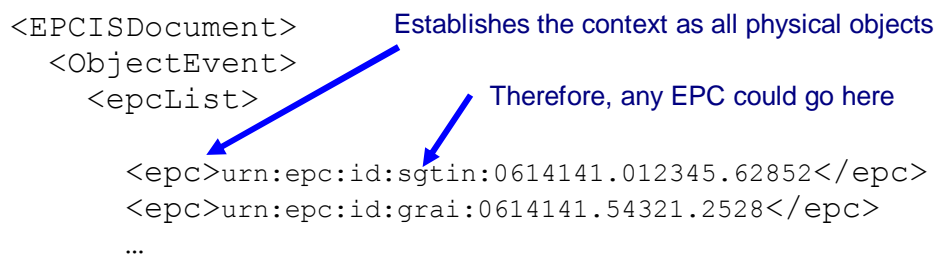 <EPCISDocument>
Establishes the context as all physical objects
<ObjectEvent>
<epcList>
Therefore, any EPC could go here
<epc>urn:epc:id:sgtin:0614141.012345.62852</epc>
<epc>urn:epc:id:grai:0614141.54321.2528</epc>
…